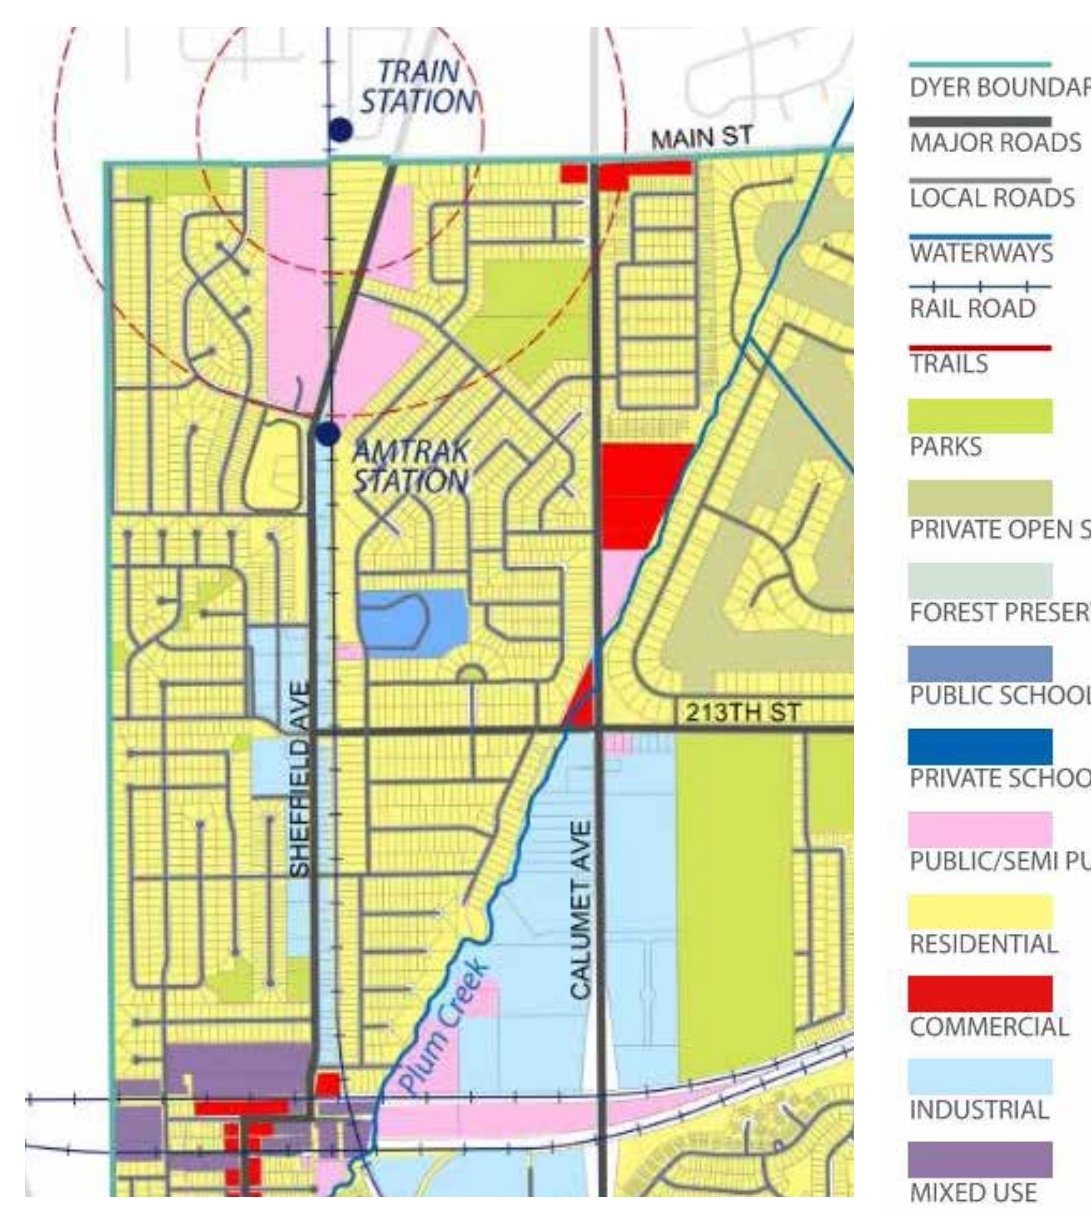 TRAIN
STATION
MAIN ST
AMTRAK
STATION
213TH ST
SHEFFIELD AVE
CALUMET AVE
Plum Creek
DYER BOUNDAR
MAJOR ROADS
LOCAL ROADS
WATERWAYS
RAIL ROAD
TRAILS
PARKS
PRIVATE OPEN S
FOREST PRESER
PUBLIC SCHOOL
PRIVATE SCHOO
PUBLIC/SEMI PU
RESIDENTIAL
COMMERCIAL
INDUSTRIAL
MIXED USE